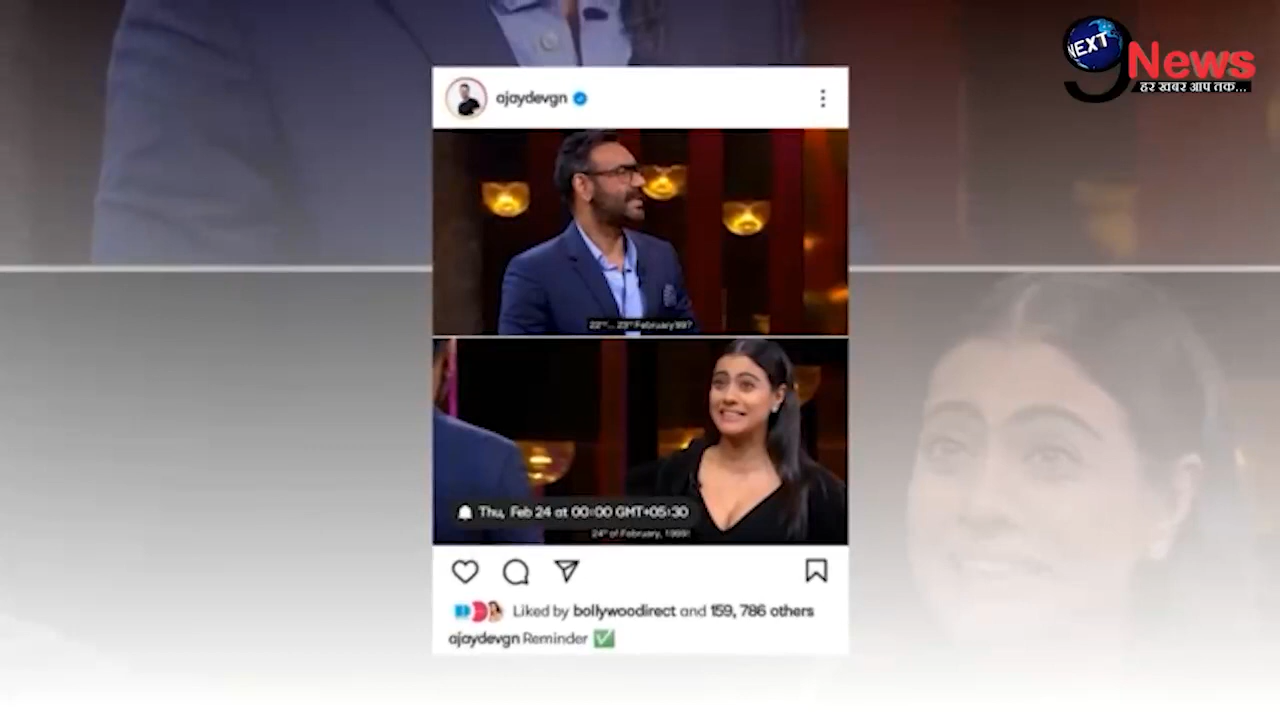 NEXT
9 News
हर खबर आप तक...
ajaydevgn
22ⁿᵈ... 23ʳᵈ February'99?
Thu, Feb 24 at 00:00 GMT+05:30
24ᵗʰ of February, 1999!
Liked by bollywoodirect and 159, 786 others
ajaydevgn Reminder ✅